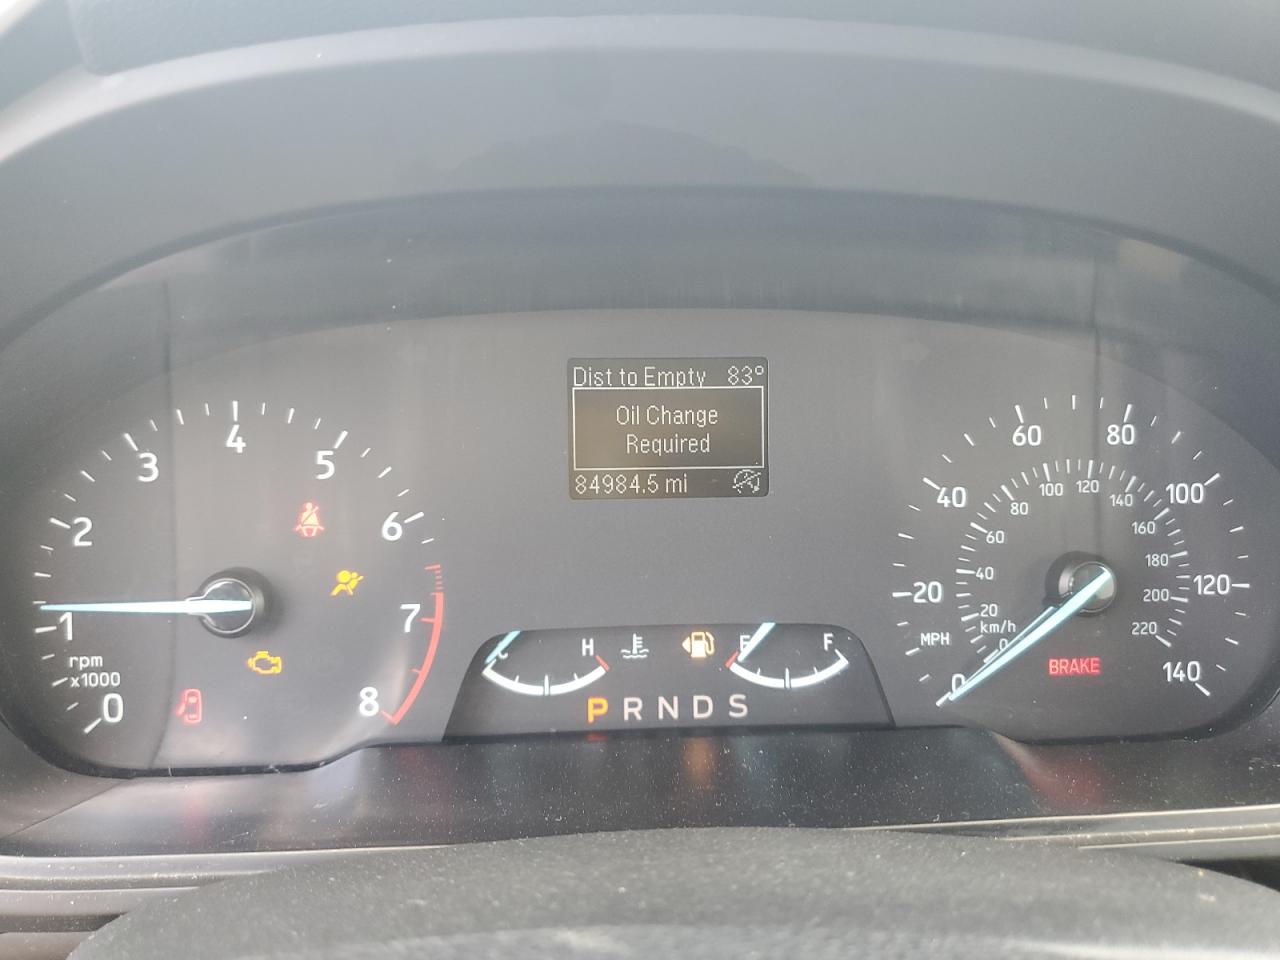 Dist to Empty 83°
Oil Change
Required
84984.5 mi
0 1 2 3 4 5 6 7 8
rpm
x1000
C H
E F
P R N D S
0 20 40 60 80 100 120 140
MPH
0 20 40 60 80 100 120 140 160 180 200 220
km/h
BRAKE